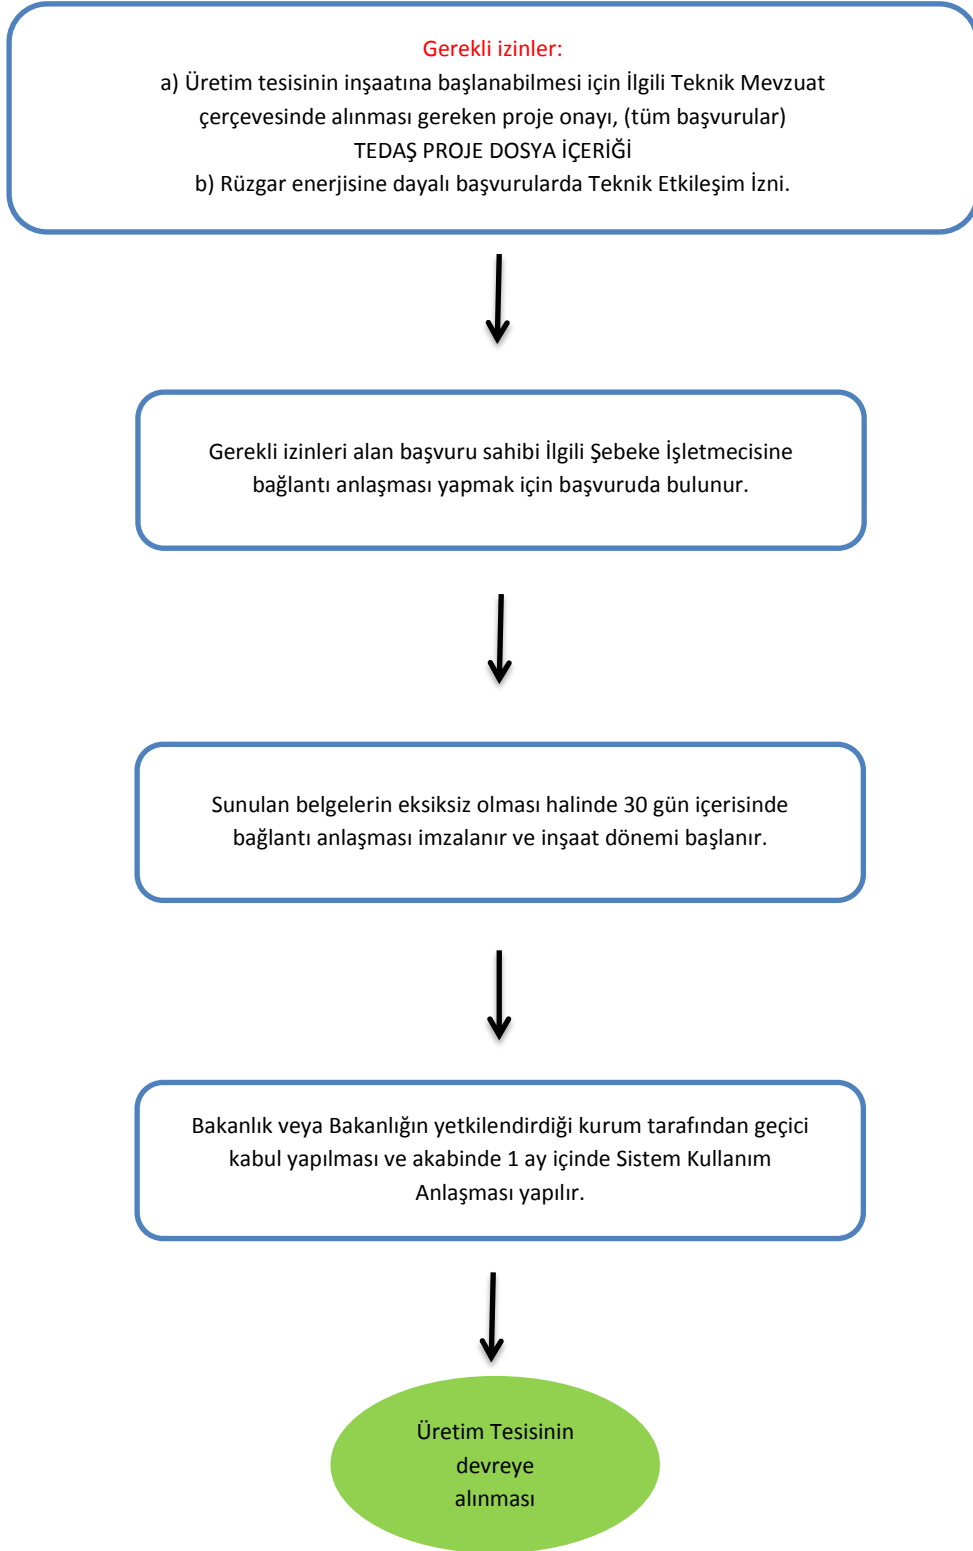 Gerekli izinler:
a) Üretim tesisinin inşaatına başlanabilmesi için İlgili Teknik Mevzuat
çerçevesinde alınması gereken proje onayı, (tüm başvurular)
TEDAŞ PROJE DOSYA İÇERİĞİ
b) Rüzgar enerjisine dayalı başvurularda Teknik Etkileşim İzni.
Gerekli izinleri alan başvuru sahibi İlgili Şebeke İşletmecisine
bağlantı anlaşması yapmak için başvuruda bulunur.
Sunulan belgelerin eksiksiz olması halinde 30 gün içerisinde
bağlantı anlaşması imzalanır ve inşaat dönemi başlanır.
Bakanlık veya Bakanlığın yetkilendirdiği kurum tarafından geçici
kabul yapılması ve akabinde 1 ay içinde Sistem Kullanım
Anlaşması yapılır.
Üretim Tesisinin
devreye
alınması